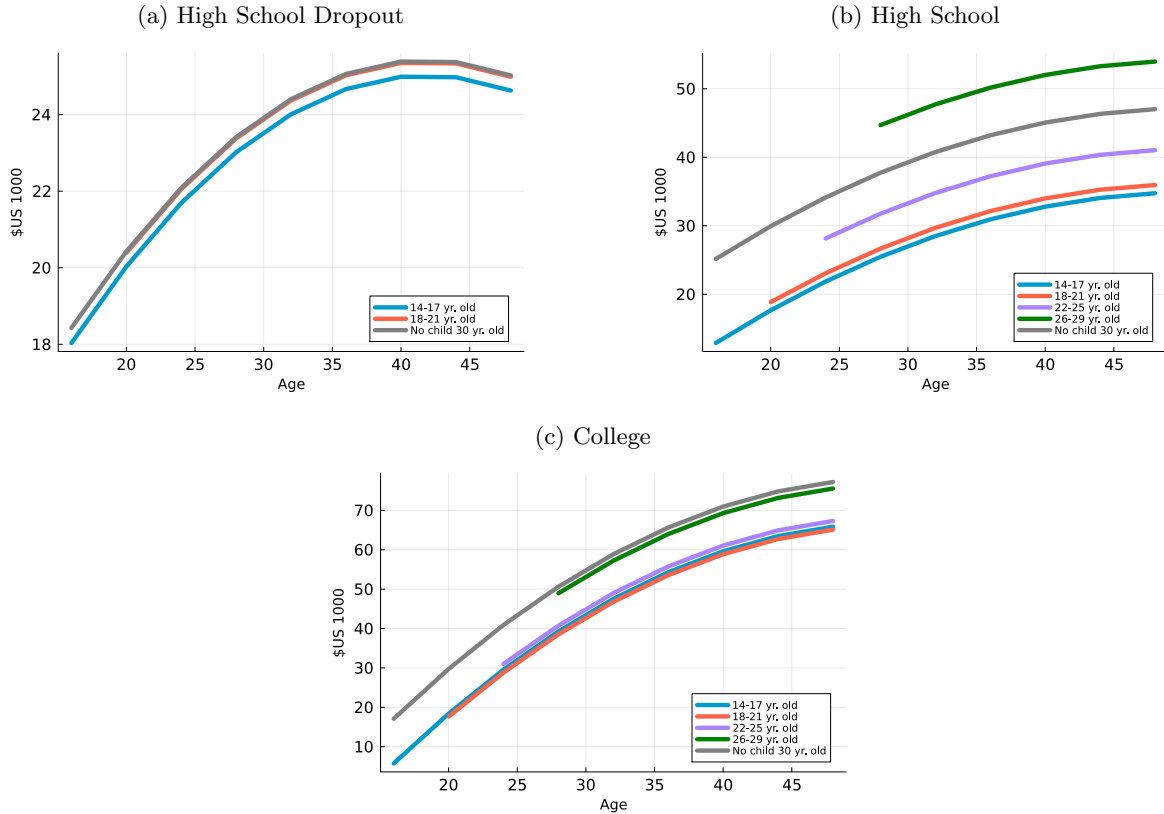 (a) High School Dropout
24
22
20
18
$US 1000
20 25 30 35 40 45
Age
14-17 yr. old
18-21 yr. old
No child 30 yr. old
(b) High School
50
40
30
20
$US 1000
20 25 30 35 40 45
Age
14-17 yr. old
18-21 yr. old
22-25 yr. old
26-29 yr. old
No child 30 yr. old
(c) College
70
60
50
40
30
20
10
$US 1000
20 25 30 35 40 45
Age
14-17 yr. old
18-21 yr. old
22-25 yr. old
26-29 yr. old
No child 30 yr. old